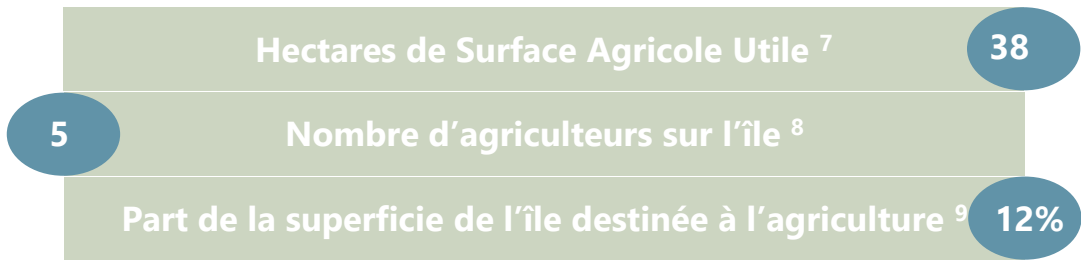 Hectares de Surface Agricole Utile ⁷ 38
5 Nombre d’agriculteurs sur l’île ⁸
Part de la superficie de l’île destinée à l’agriculture ⁹ 12%